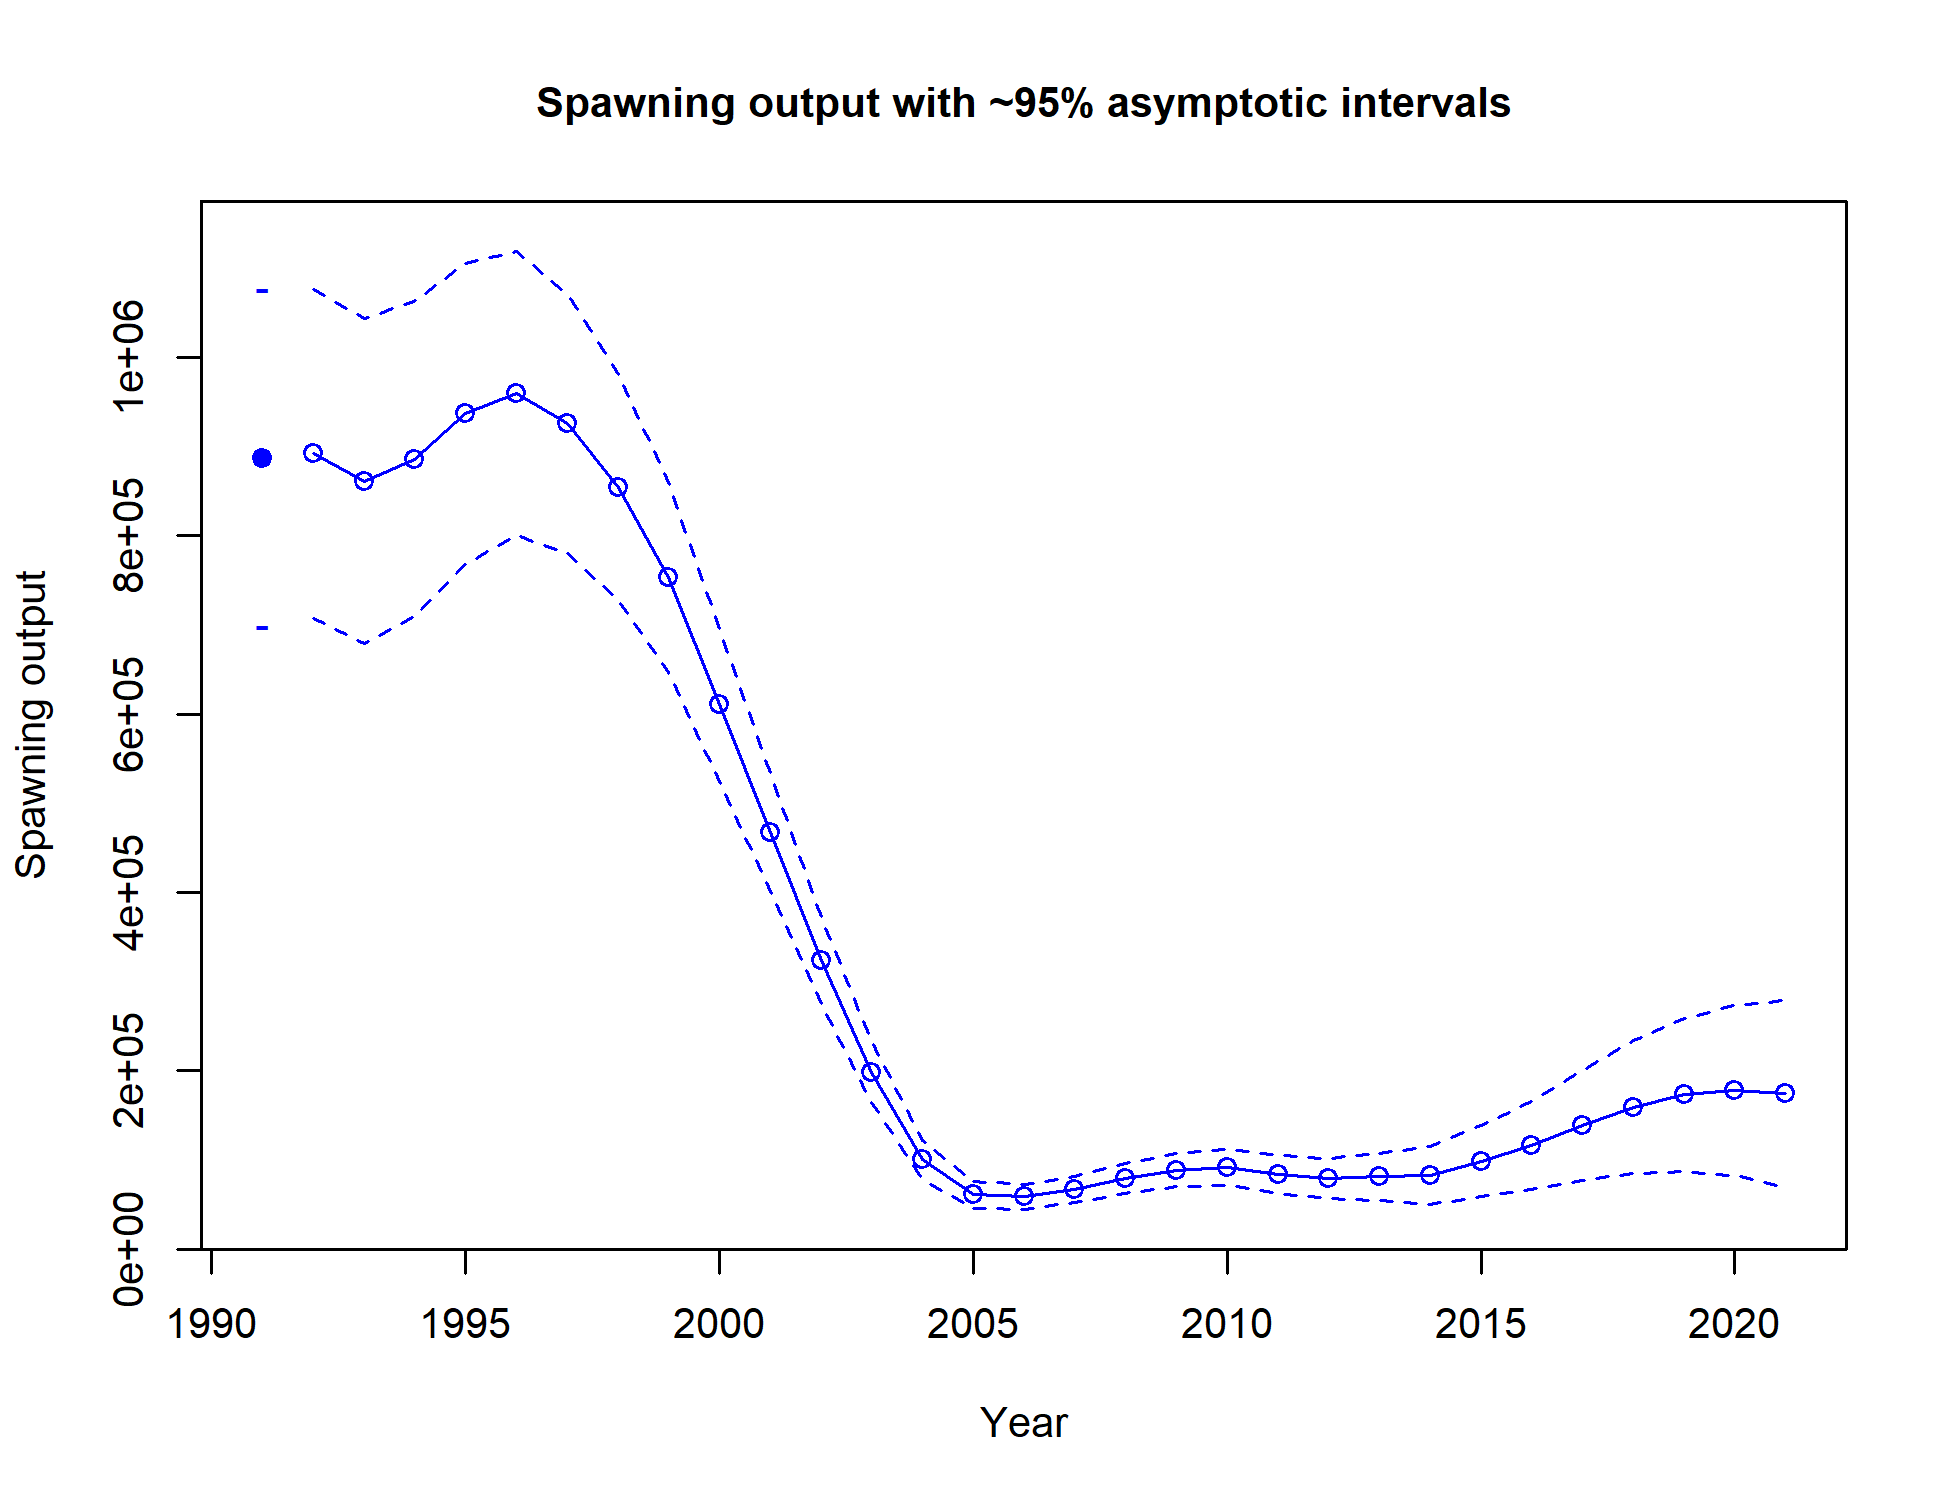 Spawning output with ~95% asymptotic intervals
Spawning output
1e+06
8e+05
6e+05
4e+05
2e+05
0e+00
1990 1995 2000 2005 2010 2015 2020
Year